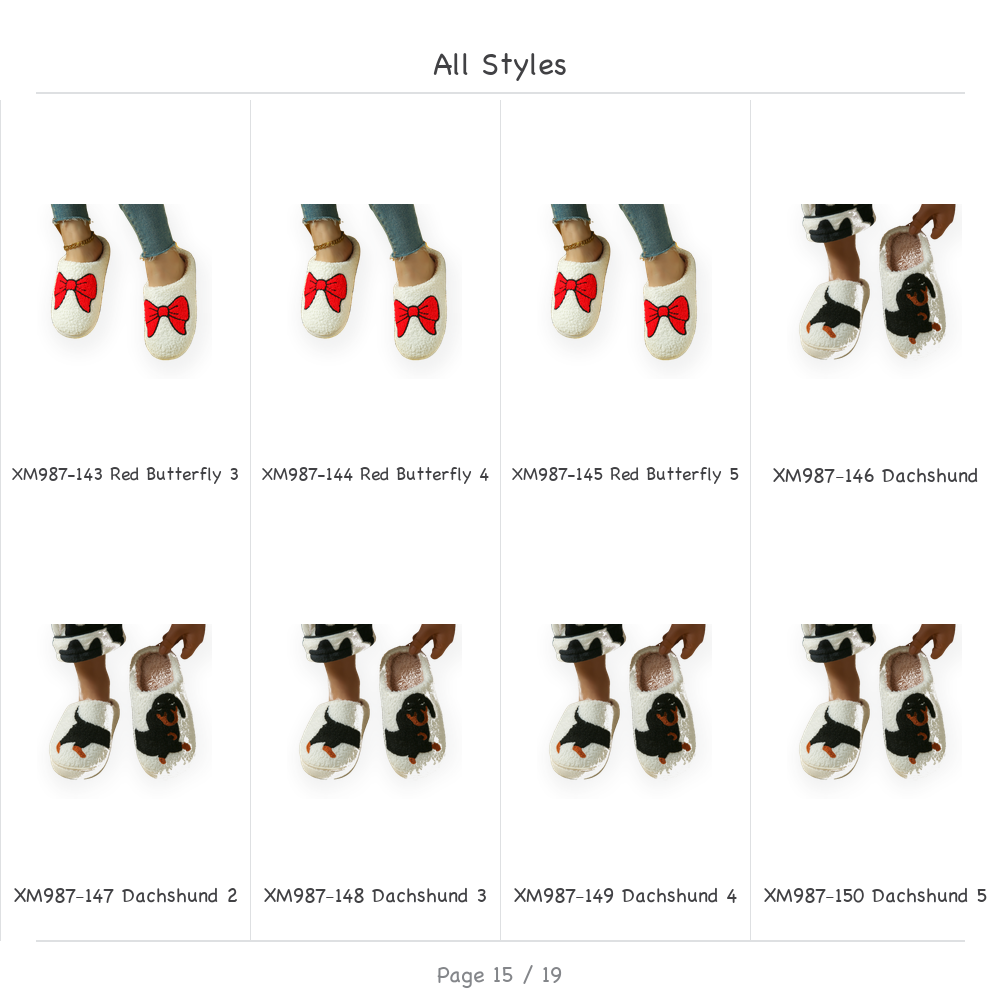 All Styles
XM987-143 Red Butterfly 3
XM987-144 Red Butterfly 4
XM987-145 Red Butterfly 5
XM987-146 Dachshund
XM987-147 Dachshund 2
XM987-148 Dachshund 3
XM987-149 Dachshund 4
XM987-150 Dachshund 5
Page 15 / 19